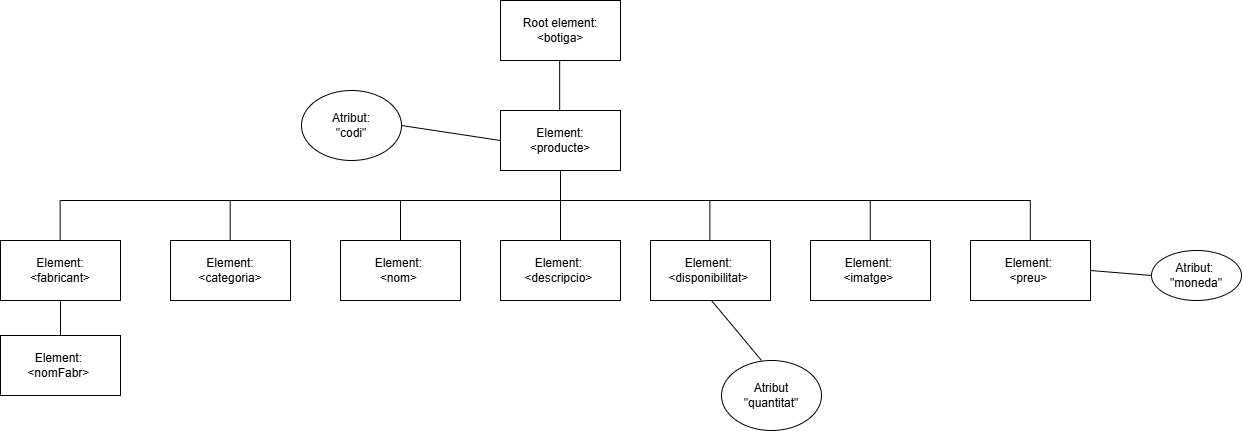 Root element:
<botiga>
Atribut:
"codi"
Element:
<producte>
Element:
<fabricant>
Element:
<categoria>
Element:
<nom>
Element:
<descripcio>
Element:
<disponibilitat>
Element:
<imatge>
Element:
<preu>
Atribut:
"moneda"
Element:
<nomFabr>
Atribut
"quantitat"